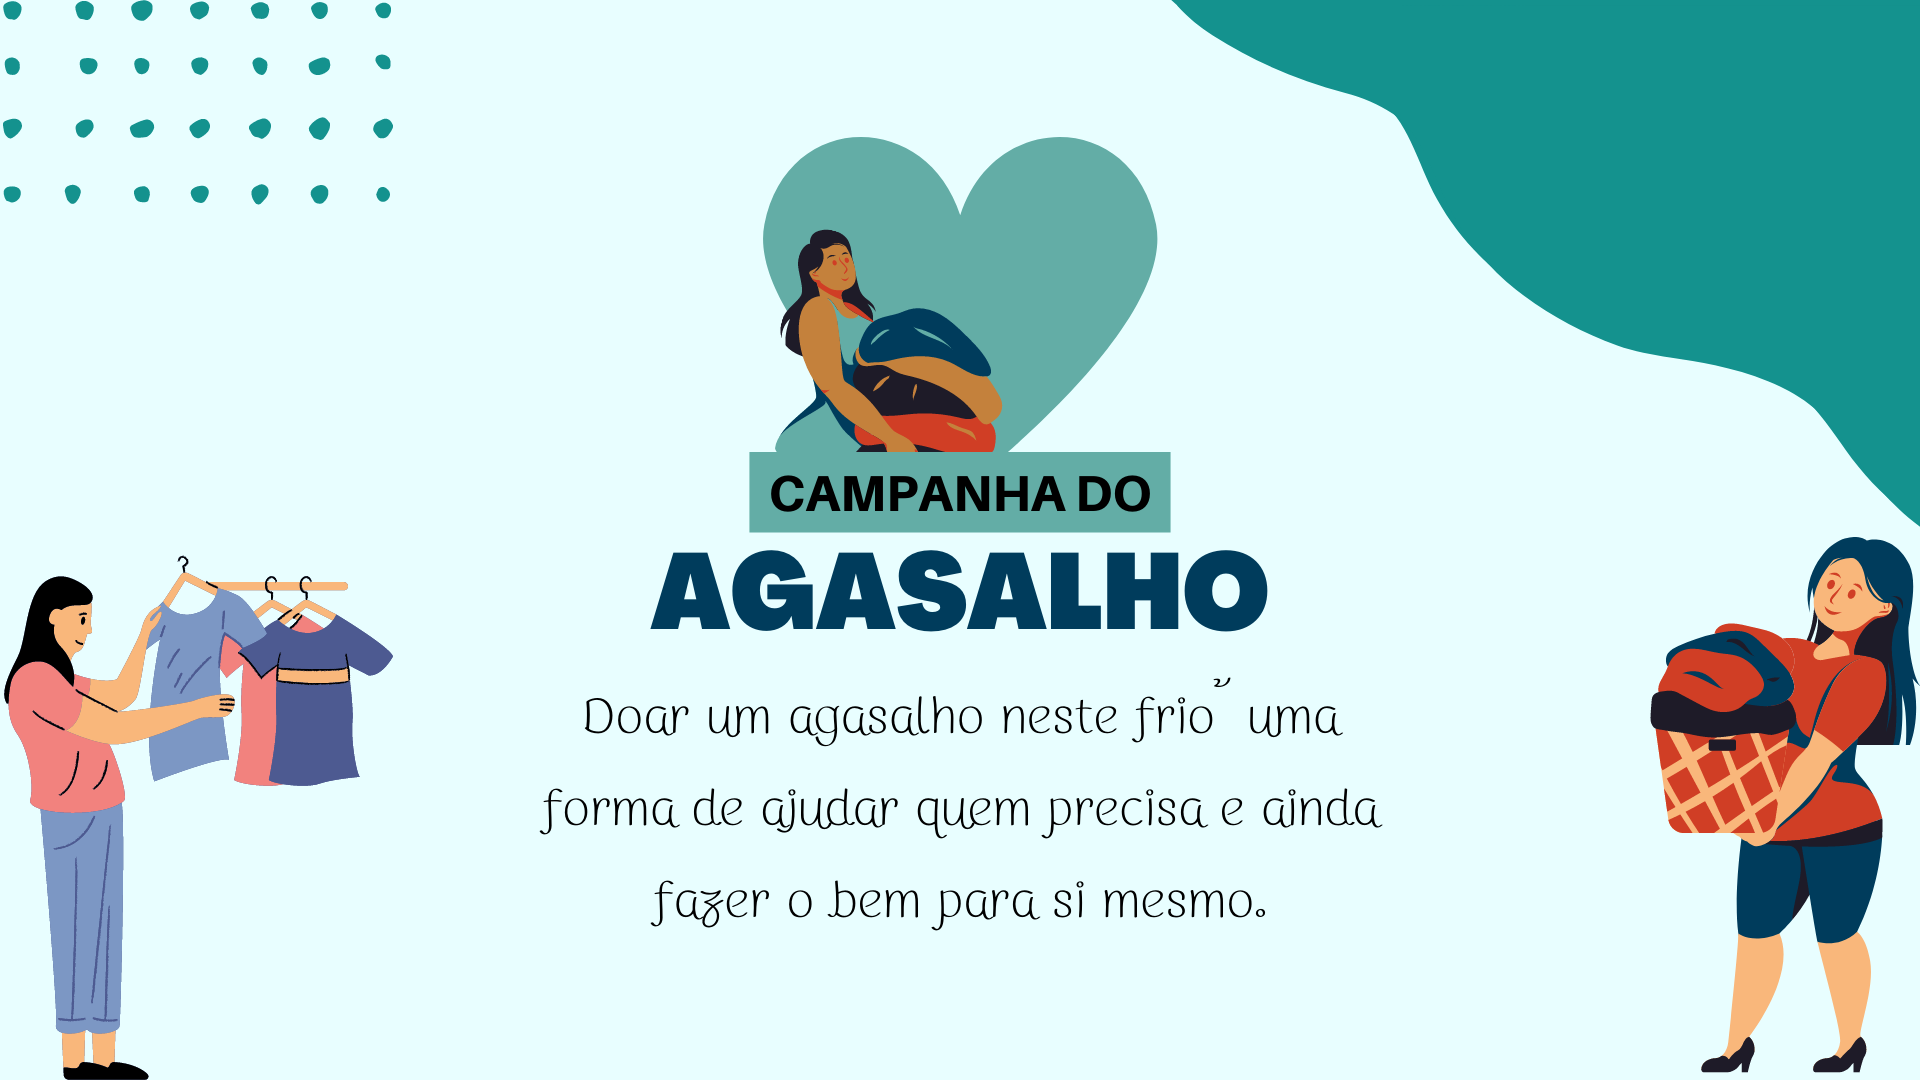 CAMPANHA DO
AGASALHO
Doar um agasalho neste frio˘ uma
forma de ajudar quem precisa e ainda
fazer o bem para si mesmo.